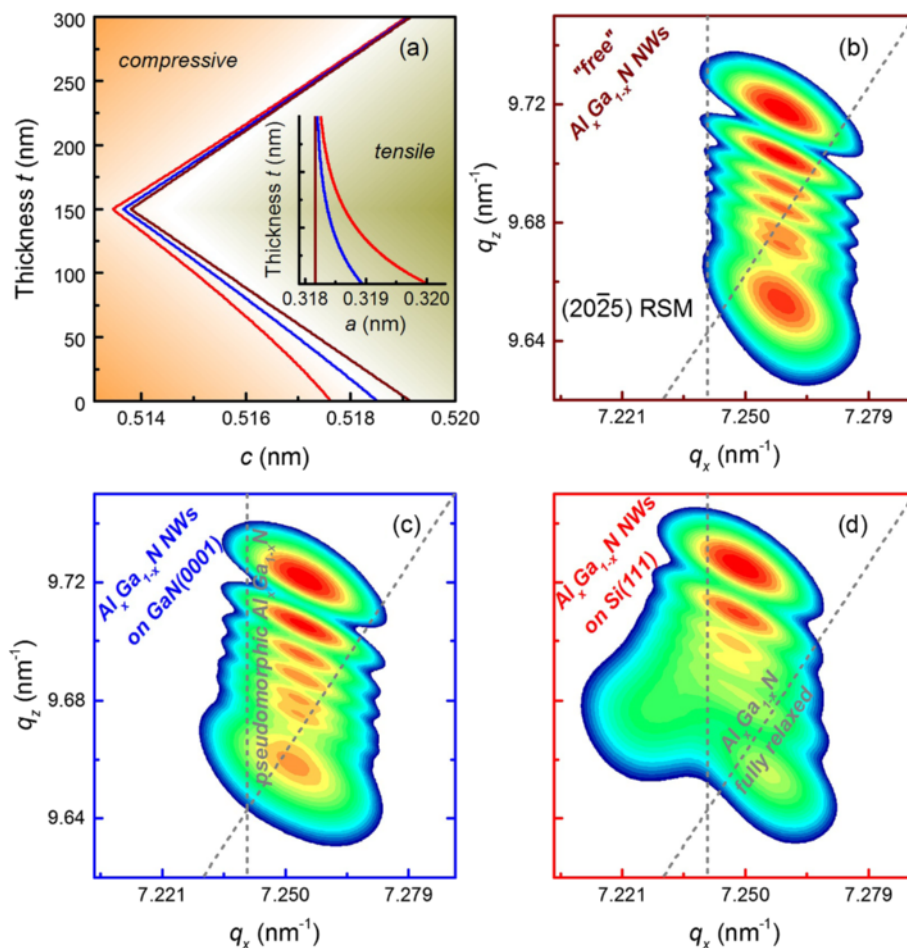 (a)
compressive
tensile
Thickness t (nm)
300
250
200
150
100
50
0
0.514 0.516 0.518 0.520
c (nm)
Thickness t (nm)
0.318 0.319 0.320
a (nm)
(b)
"free"
AlxGa1-xN NWs
(202̅5) RSM
qz (nm-1)
9.72
9.68
9.64
7.221 7.250 7.279
qx (nm-1)
(c)
AlxGa1-xN NWs
on GaN(0001)
pseudomorphic AlxGa1-xN
qz (nm-1)
9.72
9.68
9.64
7.221 7.250 7.279
qx (nm-1)
(d)
AlxGa1-xN NWs
on Si(111)
AlxGa1-xN
fully relaxed
7.221 7.250 7.279
qx (nm-1)